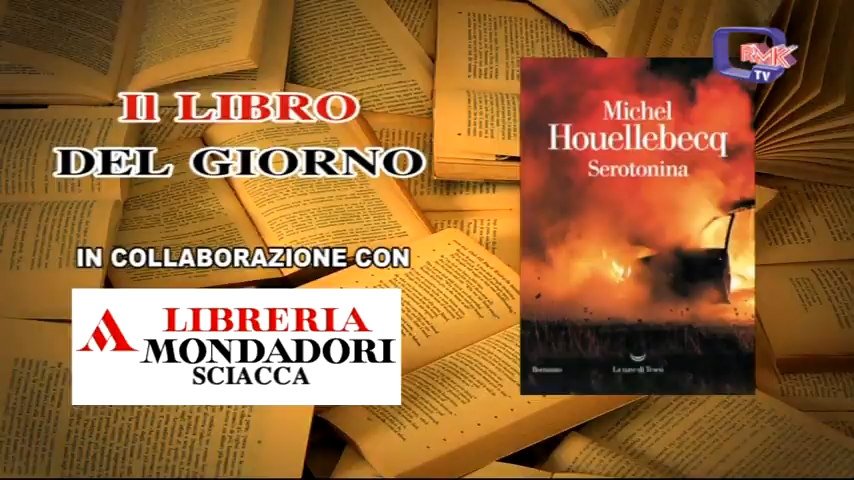 Il LIBRO
DEL GIORNO
IN COLLABORAZIONE CON
LIBRERIA
MONDADORI
SCIACCA
RMK
TV
Michel
Houellebecq
Serotonina
Romanzo
La nave di Teseo